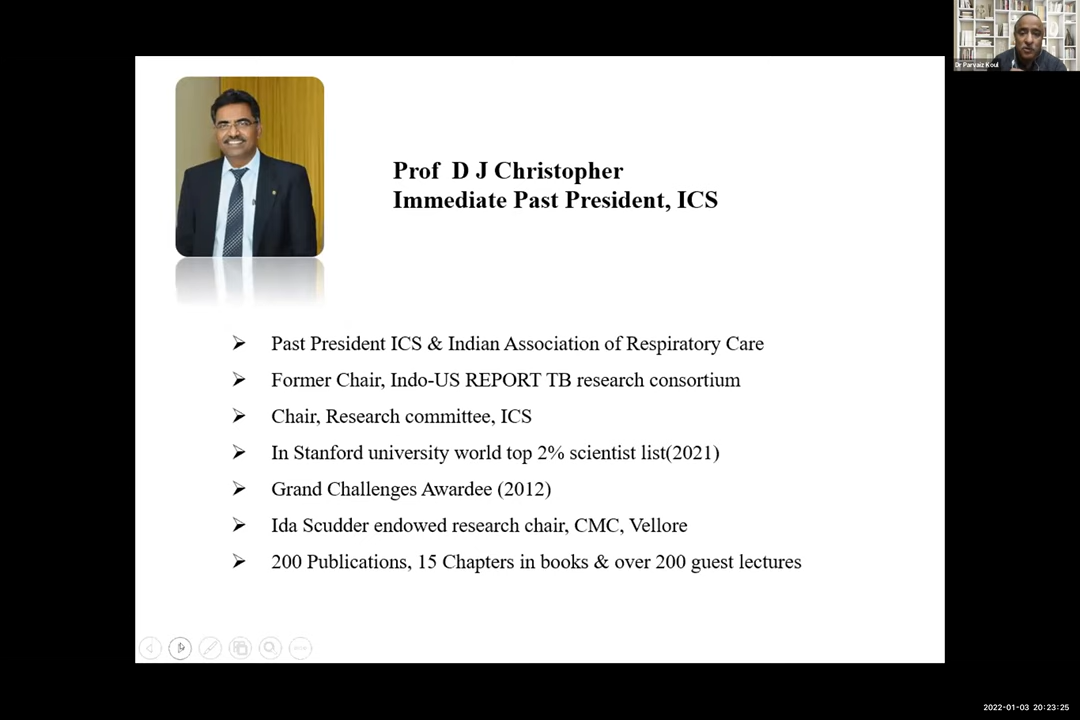 Dr Parvaiz Koul
Prof D J Christopher
Immediate Past President, ICS
➢ Past President ICS & Indian Association of Respiratory Care
➢ Former Chair, Indo-US REPORT TB research consortium
➢ Chair, Research committee, ICS
➢ In Stanford university world top 2% scientist list(2021)
➢ Grand Challenges Awardee (2012)
➢ Ida Scudder endowed research chair, CMC, Vellore
➢ 200 Publications, 15 Chapters in books & over 200 guest lectures
2022-01-03 20:23:25